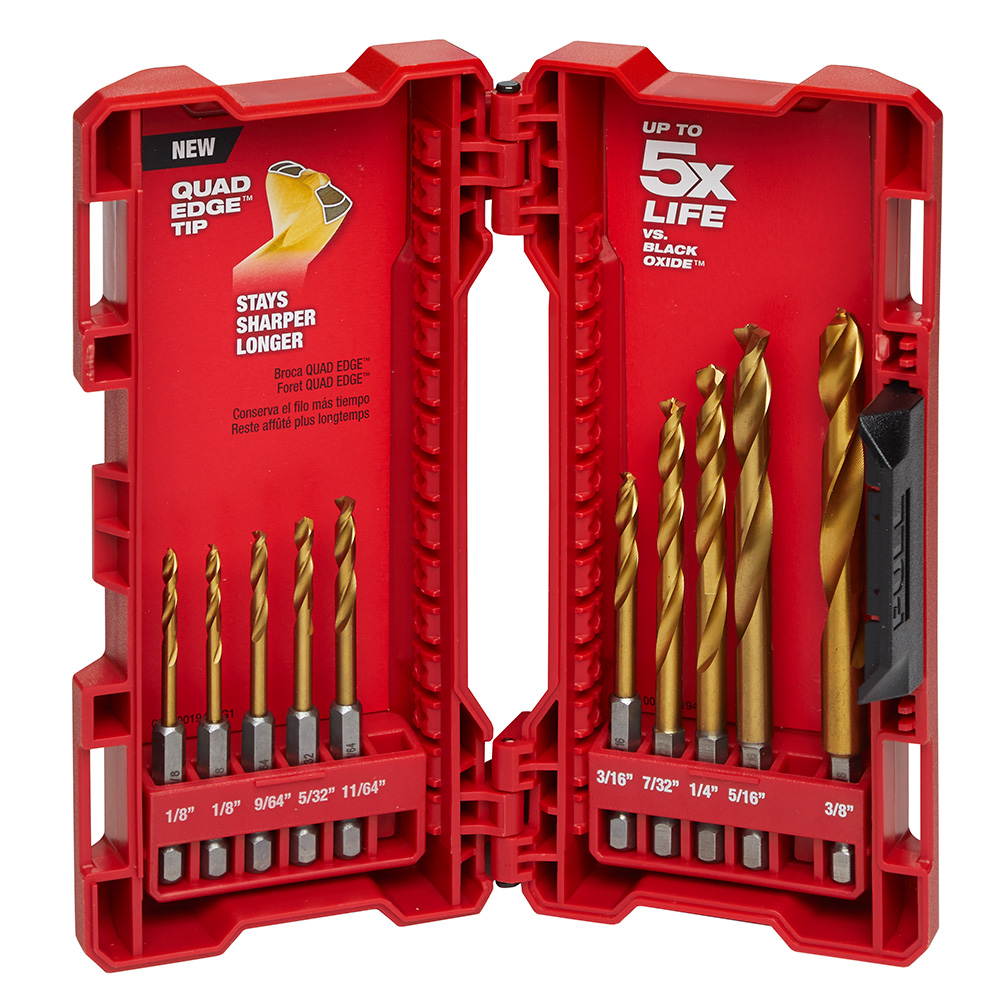 NEW
QUAD
EDGE™
TIP
STAYS
SHARPER
LONGER
Broca QUAD EDGE™
Foret QUAD EDGE™
Conserva el filo más tiempo
Reste affûté plus longtemps
1/8” 1/8” 9/64” 5/32” 11/64”
UP TO
5X
LIFE
VS.
BLACK
OXIDE™
3/16” 7/32” 1/4” 5/16” 3/8”